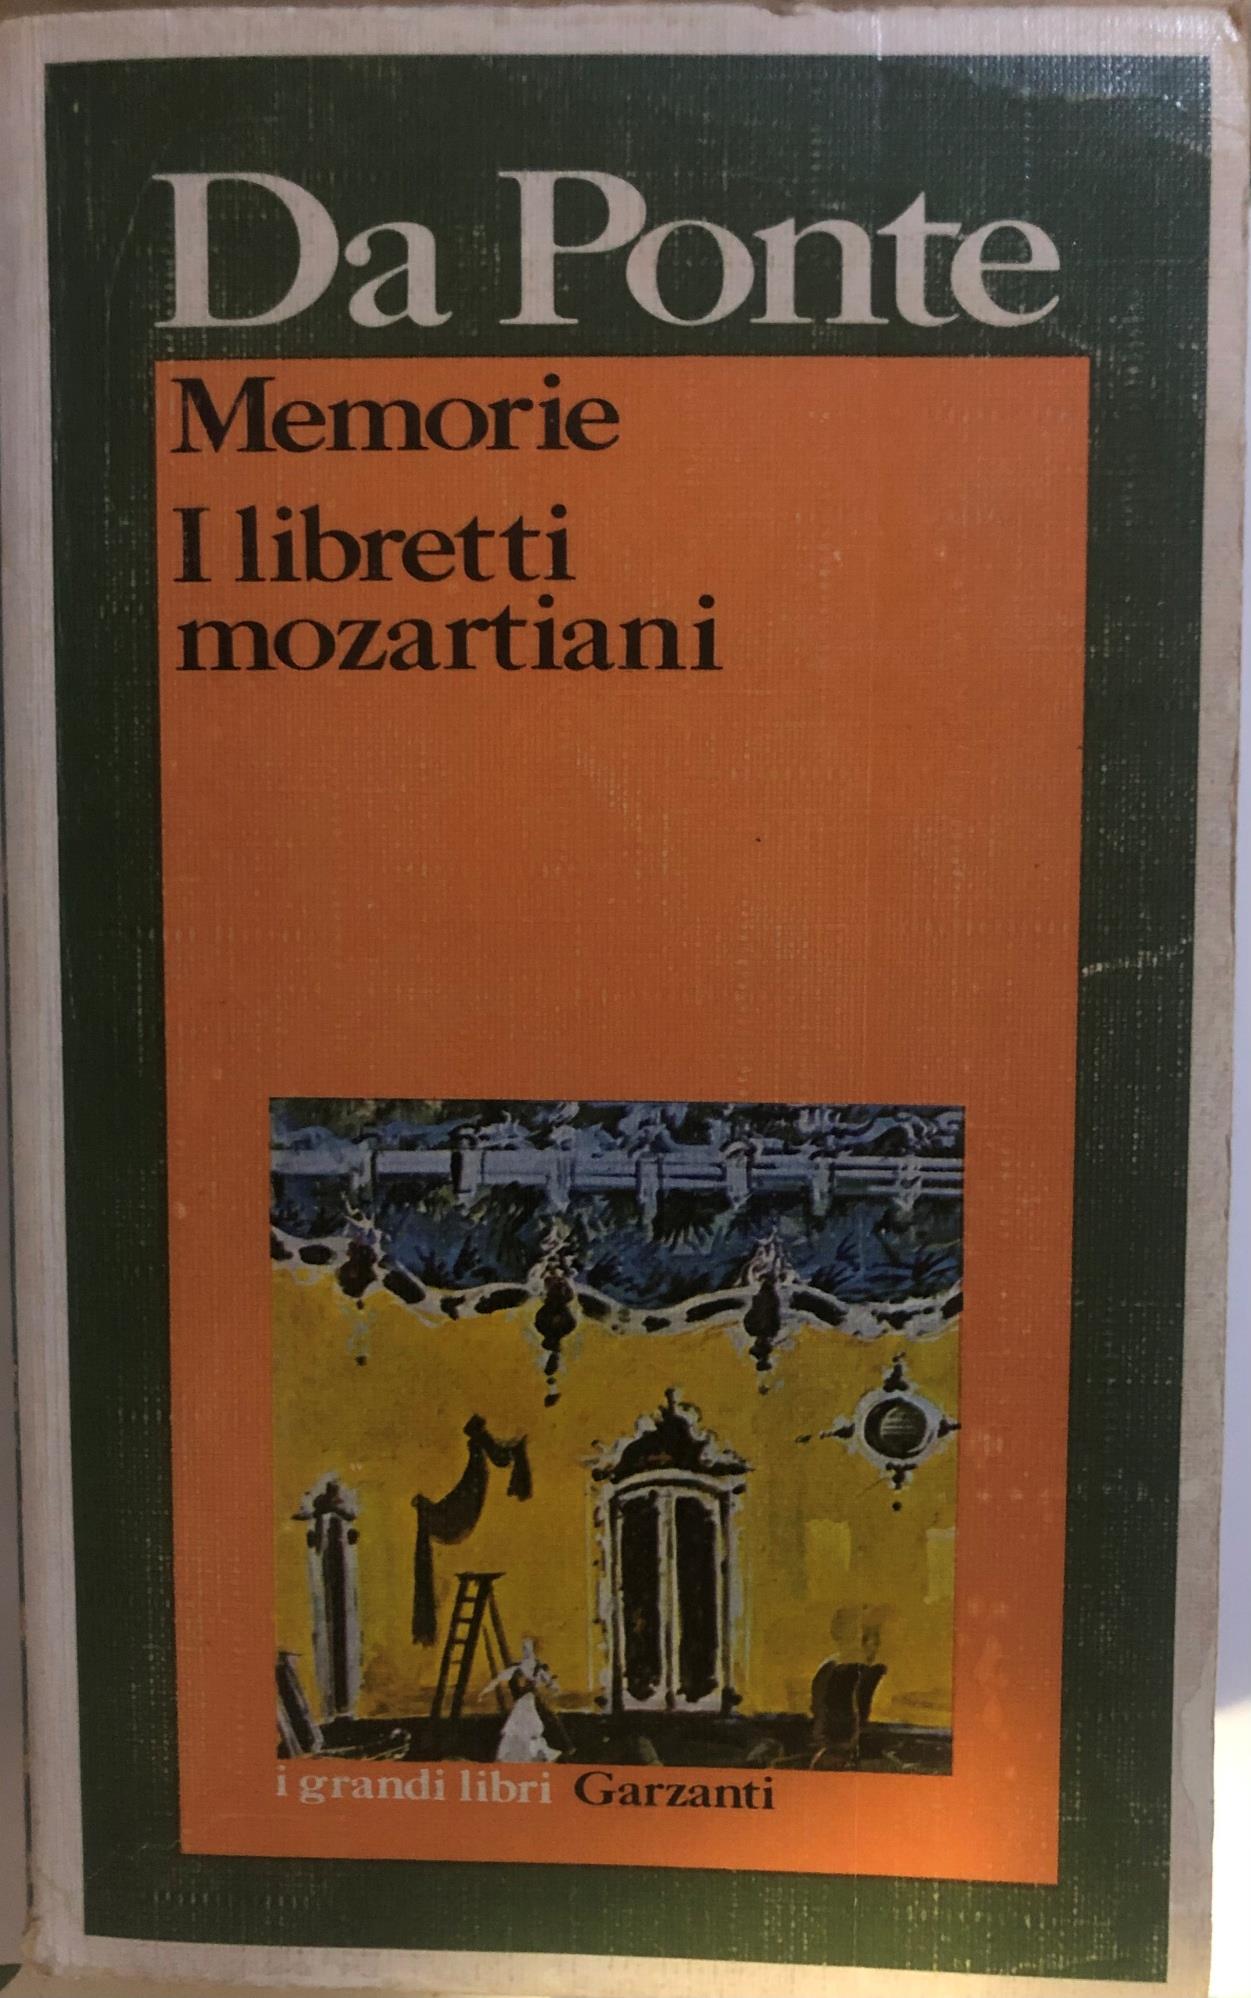 Da Ponte
Memorie
I libretti
mozartiani
i grandi libri Garzanti